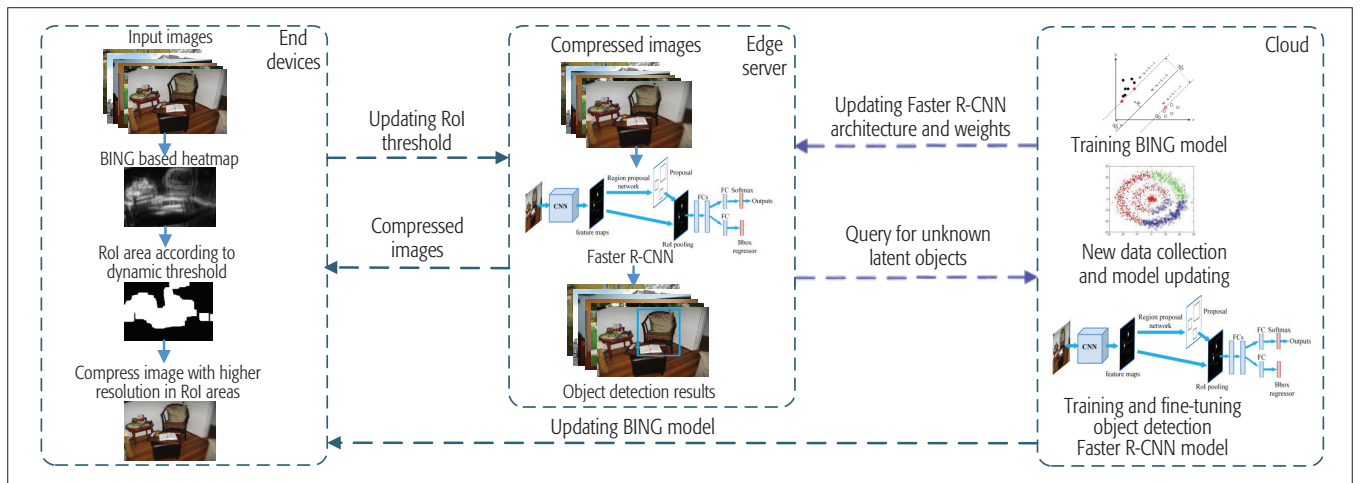 Input images
End
devices
BING based heatmap
RoI area according to
dynamic threshold
Compress image with higher
resolution in RoI areas
Updating RoI
threshold
Compressed
images
Compressed images
Edge
server
Region proposal
network
Proposal
CNN
feature maps
FCs
FC
Softmax
Outputs
FC
RoI pooling
Bbox
regressor
Faster R-CNN
Object detection results
Updating Faster R-CNN
architecture and weights
Query for unknown
latent objects
Updating BING model
Cloud
Training BING model
New data collection
and model updating
Region proposal
network
Proposal
CNN
feature maps
FCs
FC
Softmax
Outputs
FC
RoI pooling
Bbox
regressor
Training and fine-tuning
object detection
Faster R-CNN model